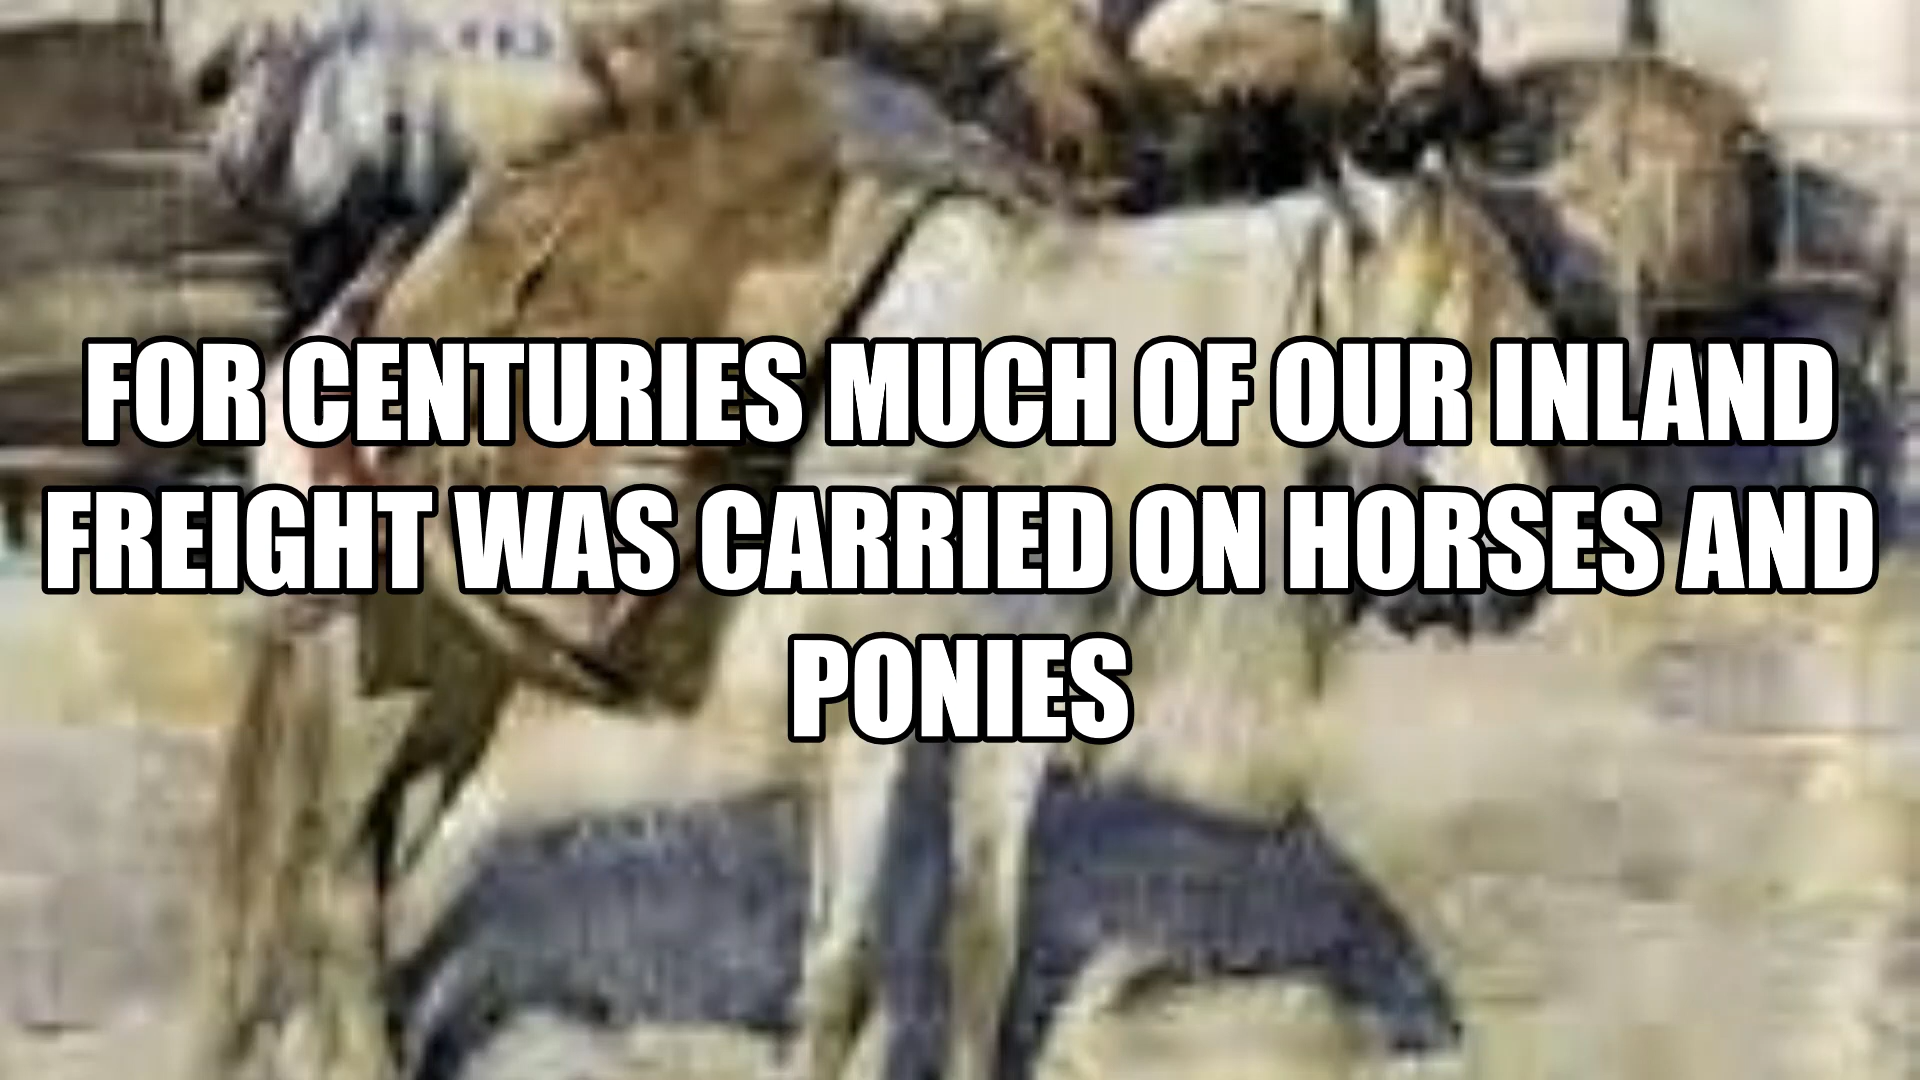 FOR CENTURIES MUCH OF OUR INLAND
FREIGHT WAS CARRIED ON HORSES AND
PONIES